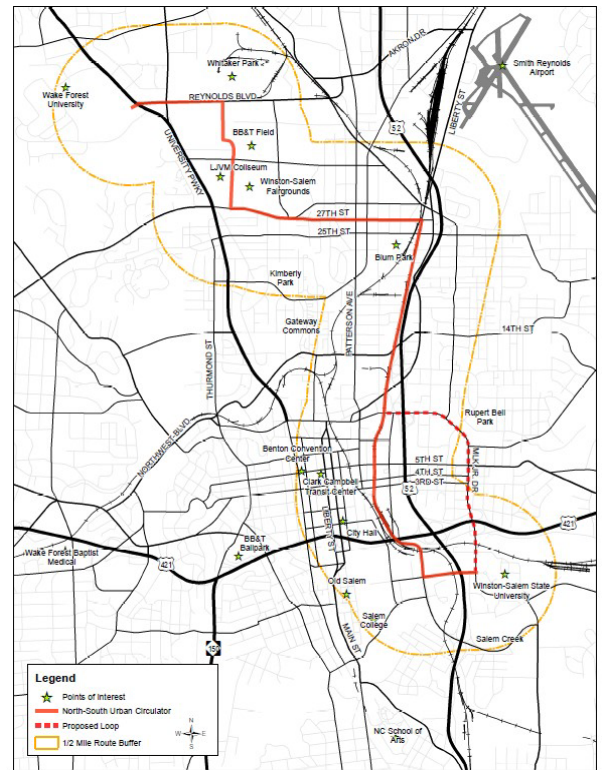 Whitaker Park
AKRON DR
Smith Reynolds
Airport
Wake Forest
University
REYNOLDS BLVD
LIBERTY ST
52
UNIVERSITY PKWY
BB&T Field
LJVM Coliseum
Winston-Salem
Fairgrounds
27TH ST
25TH ST
Blum Park
Kimberly
Park
PATTERSON AVE
Gateway
Commons
14TH ST
THURMOND ST
Rupert Bell
Park
NORTHWEST BLVD
Benton Convention
Center
5TH ST
4TH ST
3RD ST
MLK JR. DR
Clark Campbell
Transit Center
52
LIBERTY ST
City Hall
421
BB&T
Ballpark
Wake Forest Baptist
Medical
421
Old Salem
Winston-Salem State
University
Salem
College
MAIN ST
Salem Creek
150
NC School of
Arts
Legend
Points of Interest
North-South Urban Circulator
Proposed Loop
1/2 Mile Route Buffer
N
W
E
S